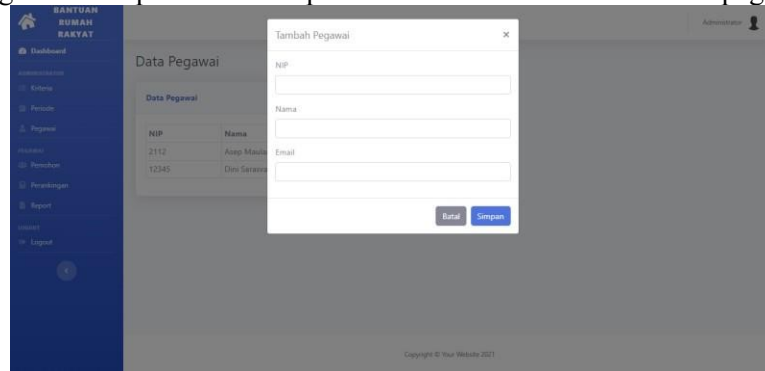 BANTUAN
RUMAH
RAKYAT
Administrator
Dashboard
Kriteria
Periode
Pegawai
Pemohon
Perankingan
Report
Logout
Data Pegawai
Data Pegawai
NIP Nama
2112 Asep Maula
12345 Dini
Tambah Pegawai ×
NIP
Nama
Email
Batal Simpan
Copyright © Your Website 2021